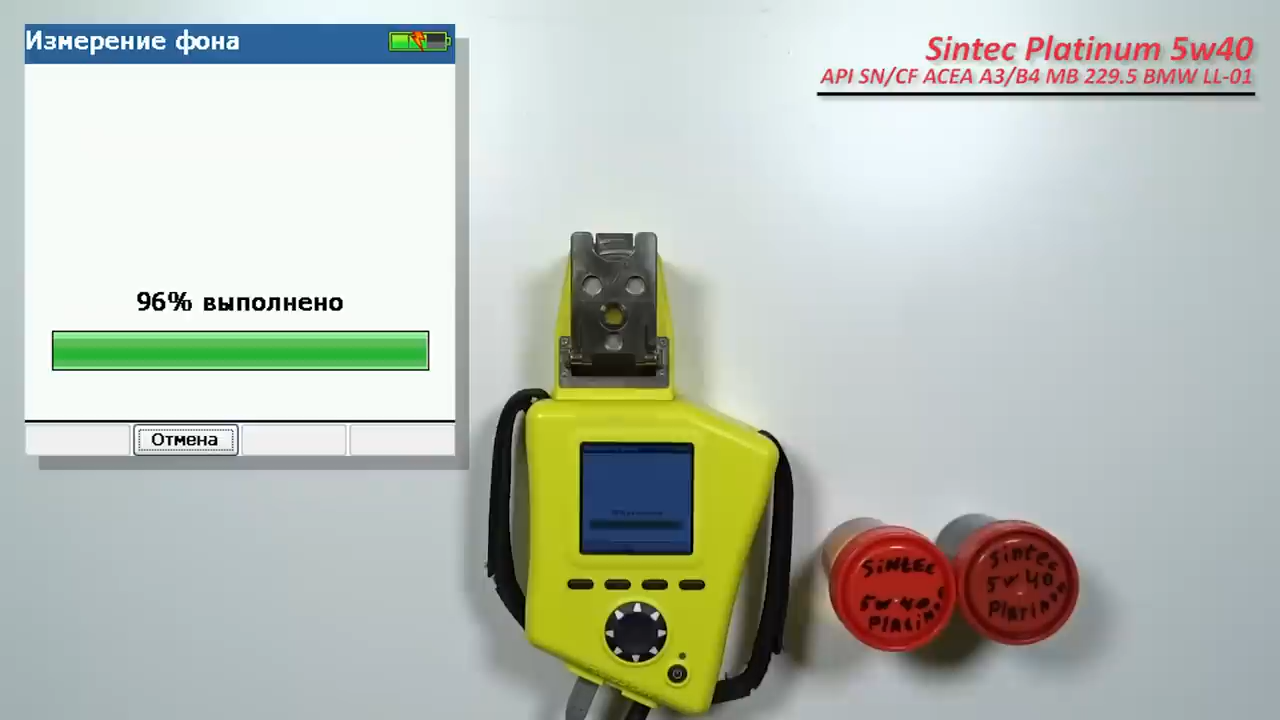 Измерение фона
96% выполнено
Отмена
Sintec Platinum 5w40
API SN/CF ACEA A3/B4 MB 229.5 BMW LL-01
SiNTEC
5w40
Sintec
5w40
Platinum